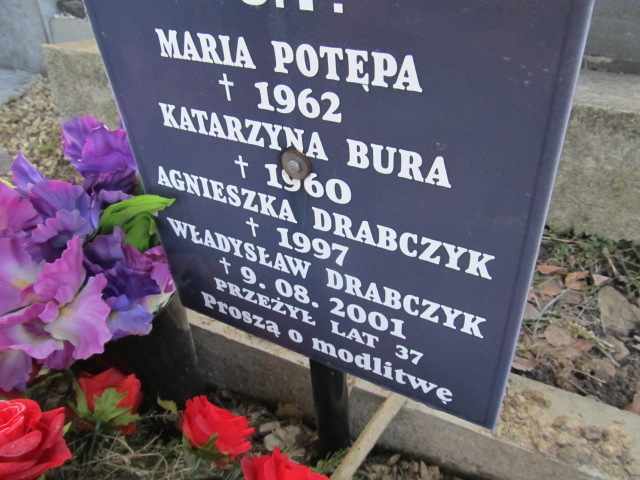 MARIA POTĘPA
† 1962
KATARZYNA BURA
† 1960
AGNIESZKA DRABCZYK
† 1997
WŁADYSŁAW DRABCZYK
† 9. 08. 2001
PRZEŻYŁ LAT 37
Proszą o modlitwę